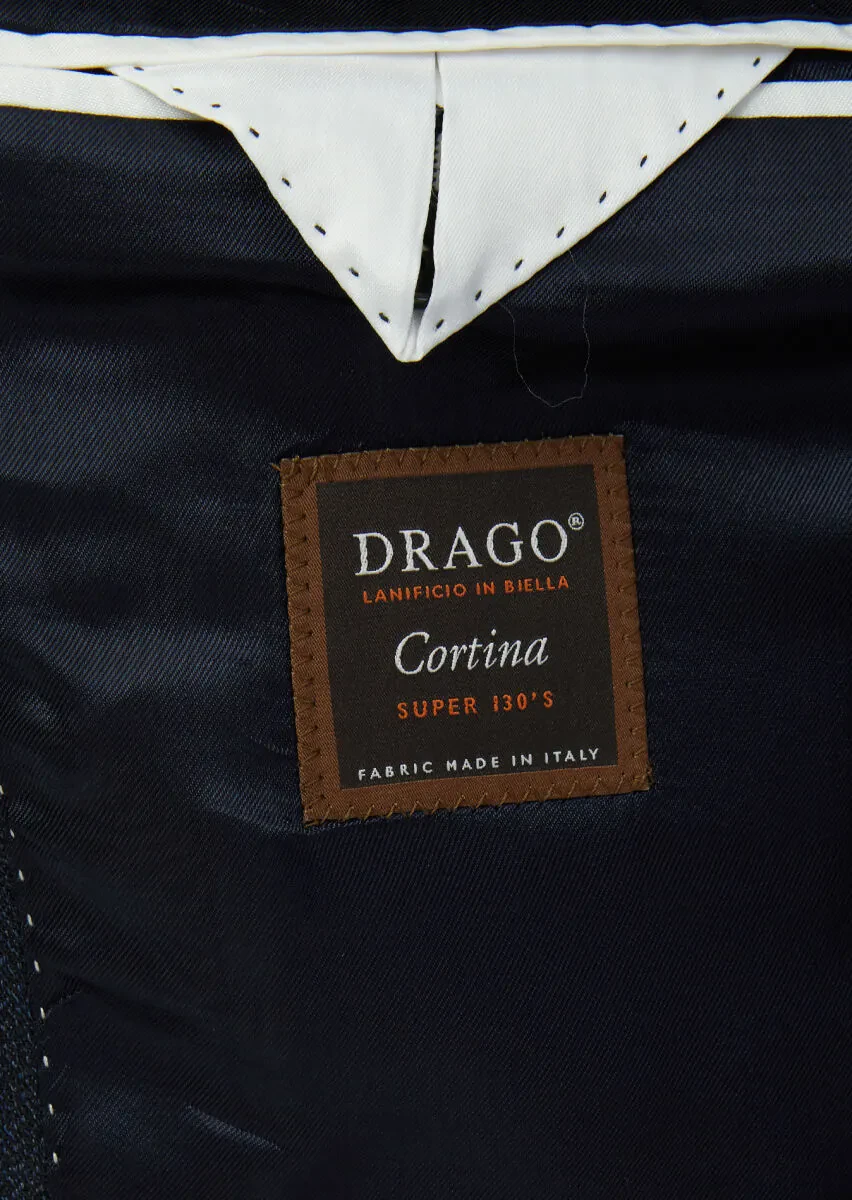 DRAGO®
LANIFICIO IN BIELLA
Cortina
SUPER 130'S
FABRIC MADE IN ITALY